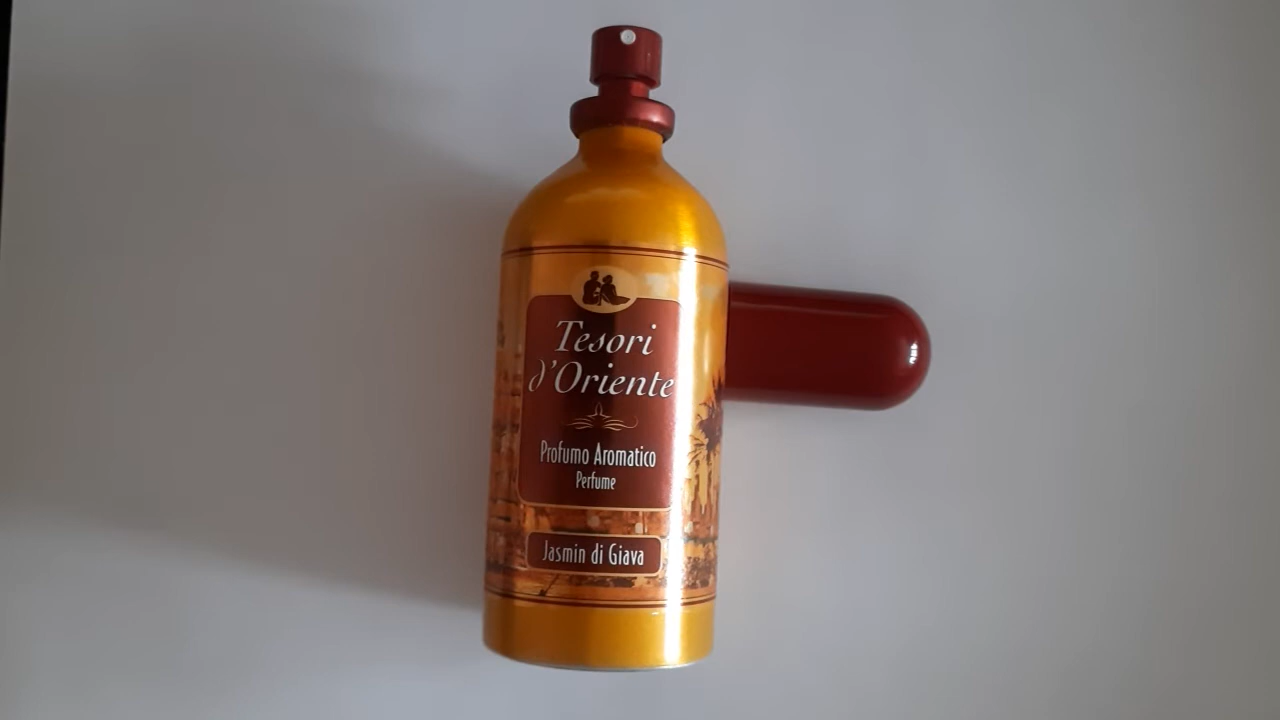 Tesori
d'Oriente
Profumo Aromatico
Perfume
Jasmin di Giava